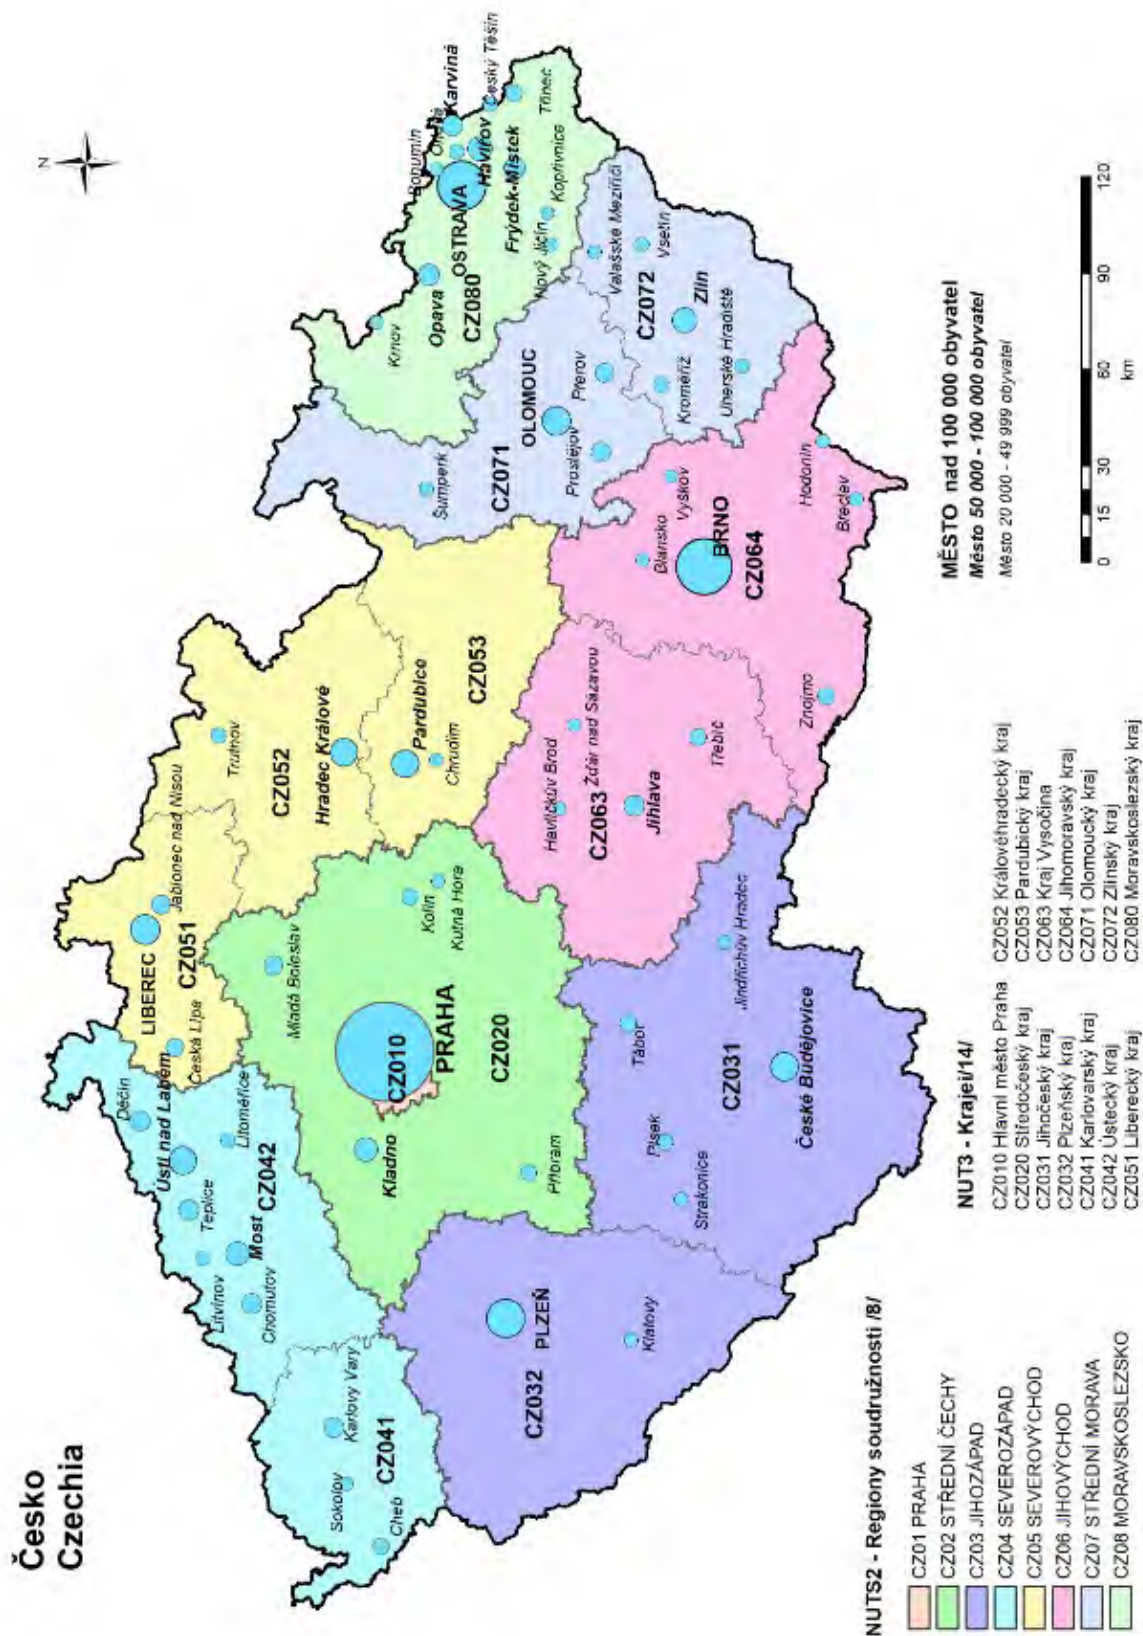 Česko
Czechia
N
Děčín
Ústí nad Labem
Teplice
Litvínov
Most
Chomutov
Litoměřice
CZ042
Karlovy Vary
Sokolov
Cheb
CZ041
LIBEREC
Jablonec nad Nisou
CZ051
Česká Lípa
Trutnov
CZ052
Hradec Králové
Pardubice
Chrudim
CZ053
Mladá Boleslav
Kolín
Kutná Hora
CZ010
PRAHA
CZ020
Kladno
Příbram
PLZEŇ
CZ032
Klatovy
Tábor
Písek
Strakonice
Jindřichův Hradec
CZ031
České Budějovice
Havlíčkův Brod
Žďár nad Sázavou
CZ063
Jihlava
Třebíč
Znojmo
Blansko
Vyškov
BRNO
CZ064
Hodonín
Břeclav
Šumperk
CZ071
OLOMOUC
Prostějov
Přerov
Kroměříž
Uherské Hradiště
Zlín
CZ072
Vsetín
Valašské Meziříčí
Krnov
Opava
CZ080
OSTRAVA
Bohumín
Orlová
Karviná
Havířov
Český Těšín
Třinec
Frýdek-Místek
Kopřivnice
Nový Jičín
MĚSTO nad 100 000 obyvatel
Město 50 000 - 100 000 obyvatel
Město 20 000 - 49 999 obyvatel
0 15 30 60 90 120
km
NUTS2 - Regiony soudružnosti /8/
CZ01 PRAHA
CZ02 STŘEDNÍ ČECHY
CZ03 JIHOZÁPAD
CZ04 SEVEROZÁPAD
CZ05 SEVEROVÝCHOD
CZ06 JIHOVÝCHOD
CZ07 STŘEDNÍ MORAVA
CZ08 MORAVSKOSLEZSKO
NUT3 - Krajeií/14/
CZ010 Hlavní město Praha
CZ020 Středočeský kraj
CZ031 Jihočeský kraj
CZ032 Plzeňský kraj
CZ041 Karlovarský kraj
CZ042 Ústecký kraj
CZ051 Liberecký kraj
CZ052 Královéhradecký kraj
CZ053 Pardubický kraj
CZ063 Kraj Vysočina
CZ064 Jihomoravský kraj
CZ071 Olomoucký kraj
CZ072 Zlínský kraj
CZ080 Moravskoslezský kraj